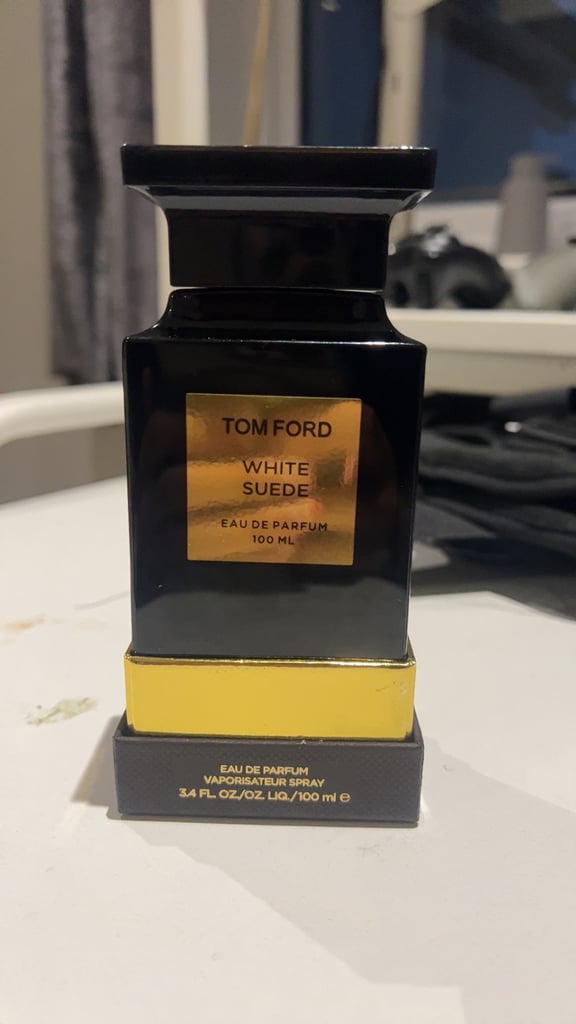 TOM FORD
WHITE
SUEDE
EAU DE PARFUM
100 ML
EAU DE PARFUM
VAPORISATEUR SPRAY
3.4 FL. OZ./OZ. LIQ./100 ml ℮